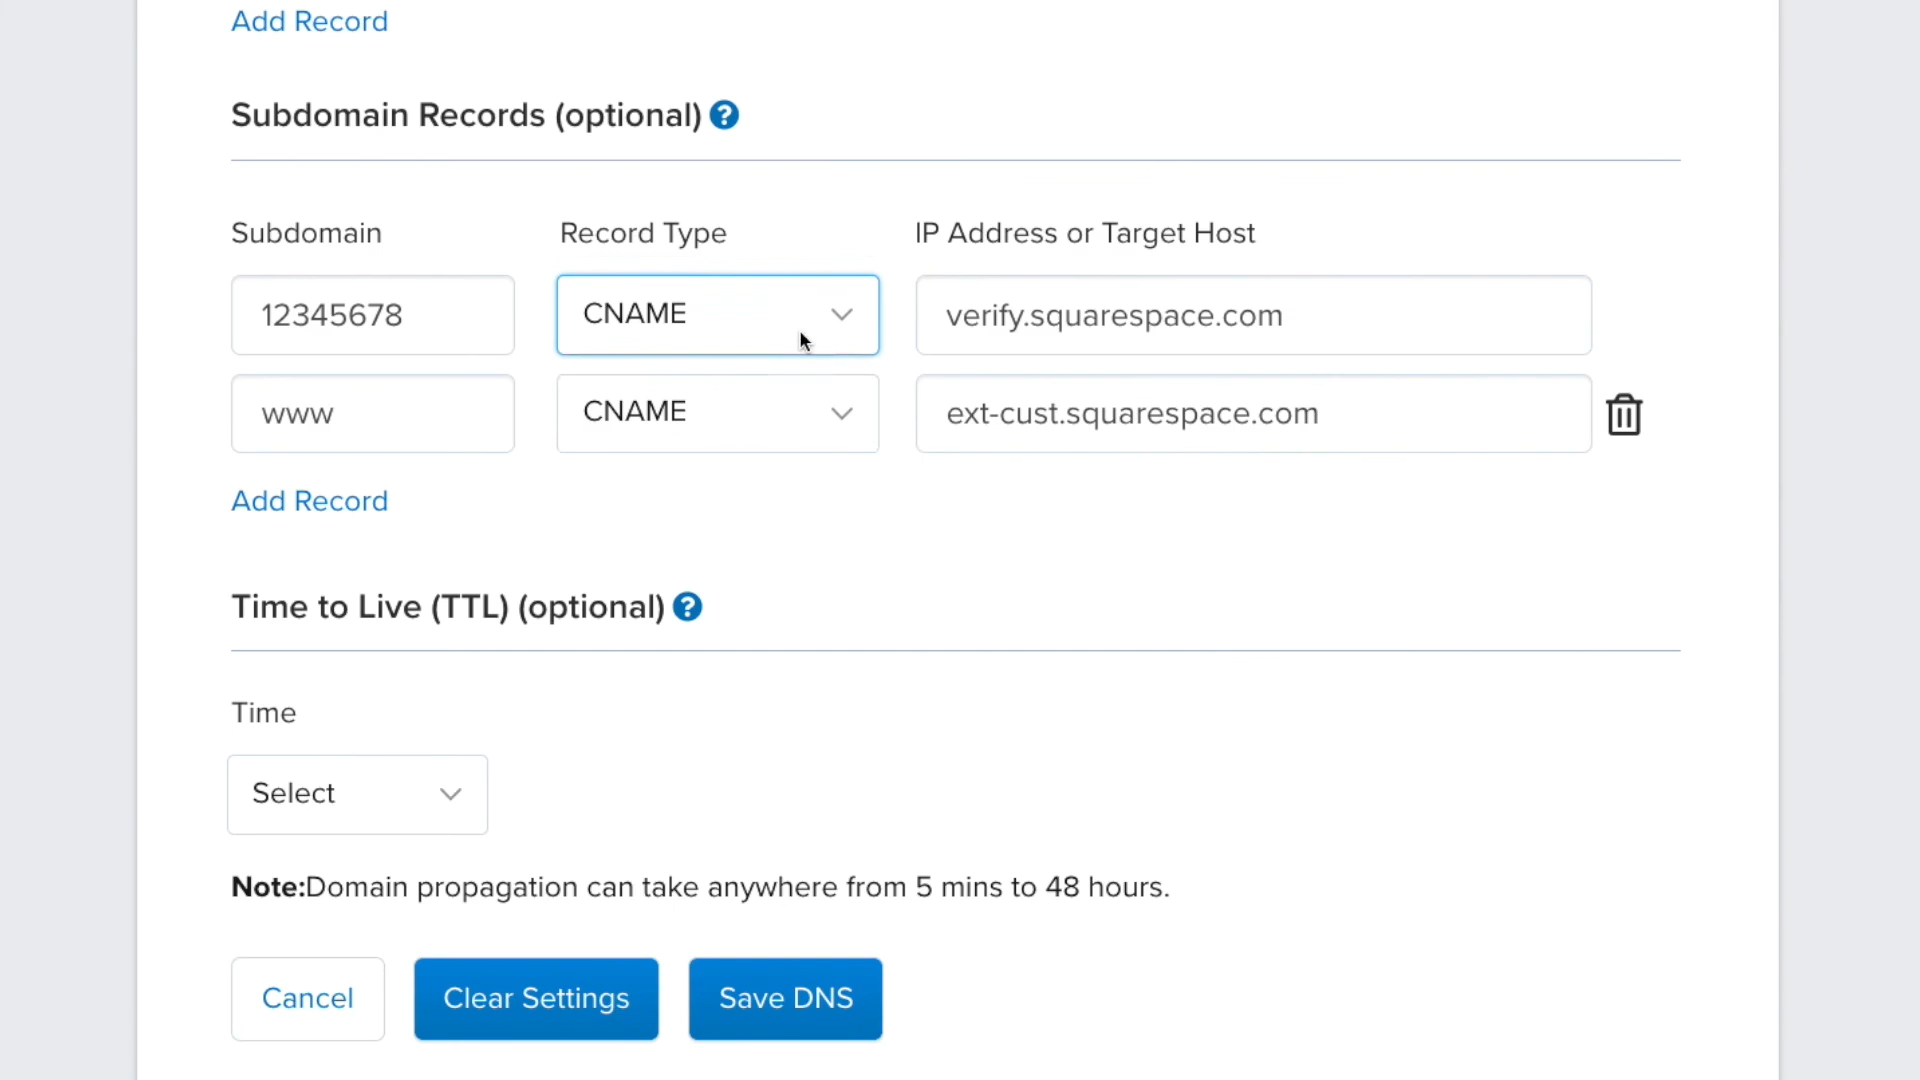 Add Record
Subdomain Records (optional) ?
Subdomain Record Type IP Address or Target Host
12345678 CNAME verify.squarespace.com
www CNAME ext-cust.squarespace.com
Add Record
Time to Live (TTL) (optional) ?
Time
Select
Note:Domain propagation can take anywhere from 5 mins to 48 hours.
Cancel Clear Settings Save DNS